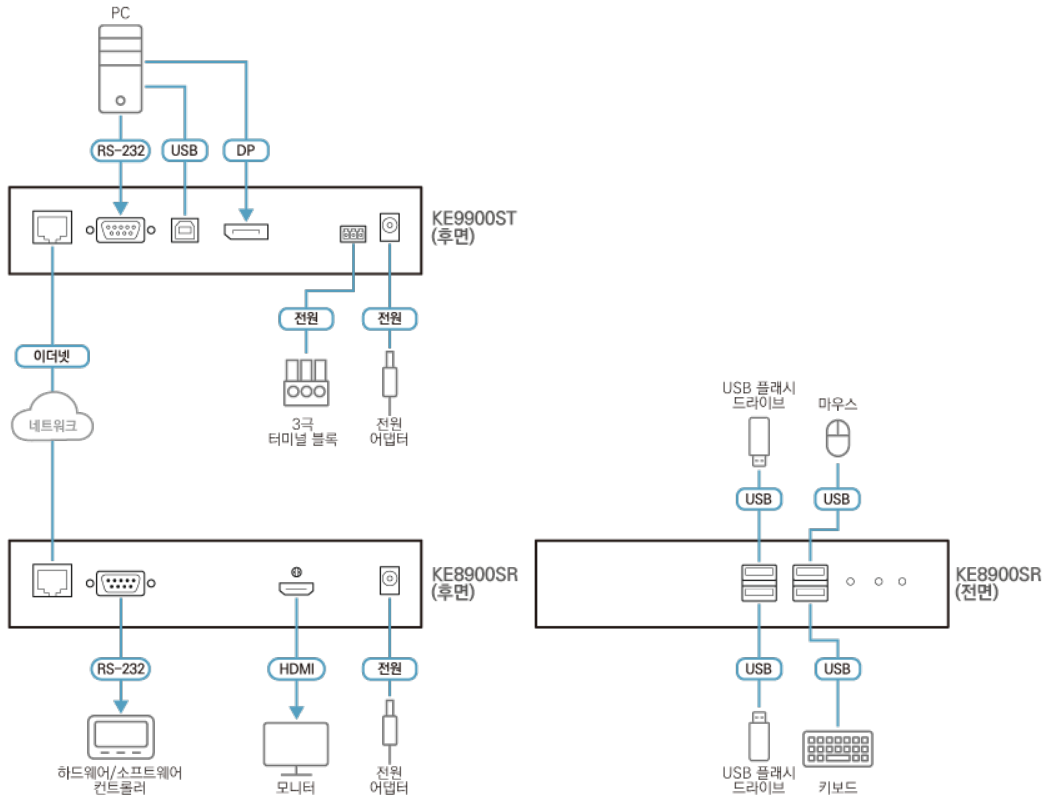 PC
RS-232
USB
DP
KE9900ST
(후면)
전원
전원
이더넷
네트워크
3극
터미널 블록
전원
어댑터
USB 플래시
드라이브
마우스
USB
USB
KE8900SR
(후면)
KE8900SR
(전면)
RS-232
HDMI
전원
USB
USB
하드웨어/소프트웨어
컨트롤러
모니터
전원
어댑터
USB 플래시
드라이브
키보드